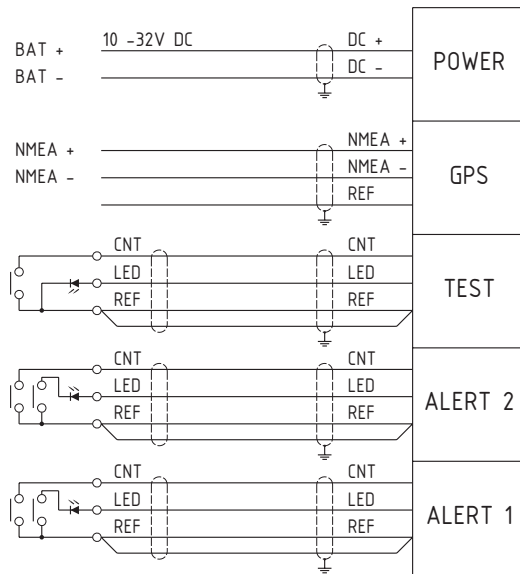 BAT + 10 -32V DC DC +
BAT - DC -
POWER
NMEA + NMEA +
NMEA - NMEA -
REF
GPS
CNT CNT
LED LED
REF REF
TEST
CNT CNT
LED LED
REF REF
ALERT 2
CNT CNT
LED LED
REF REF
ALERT 1